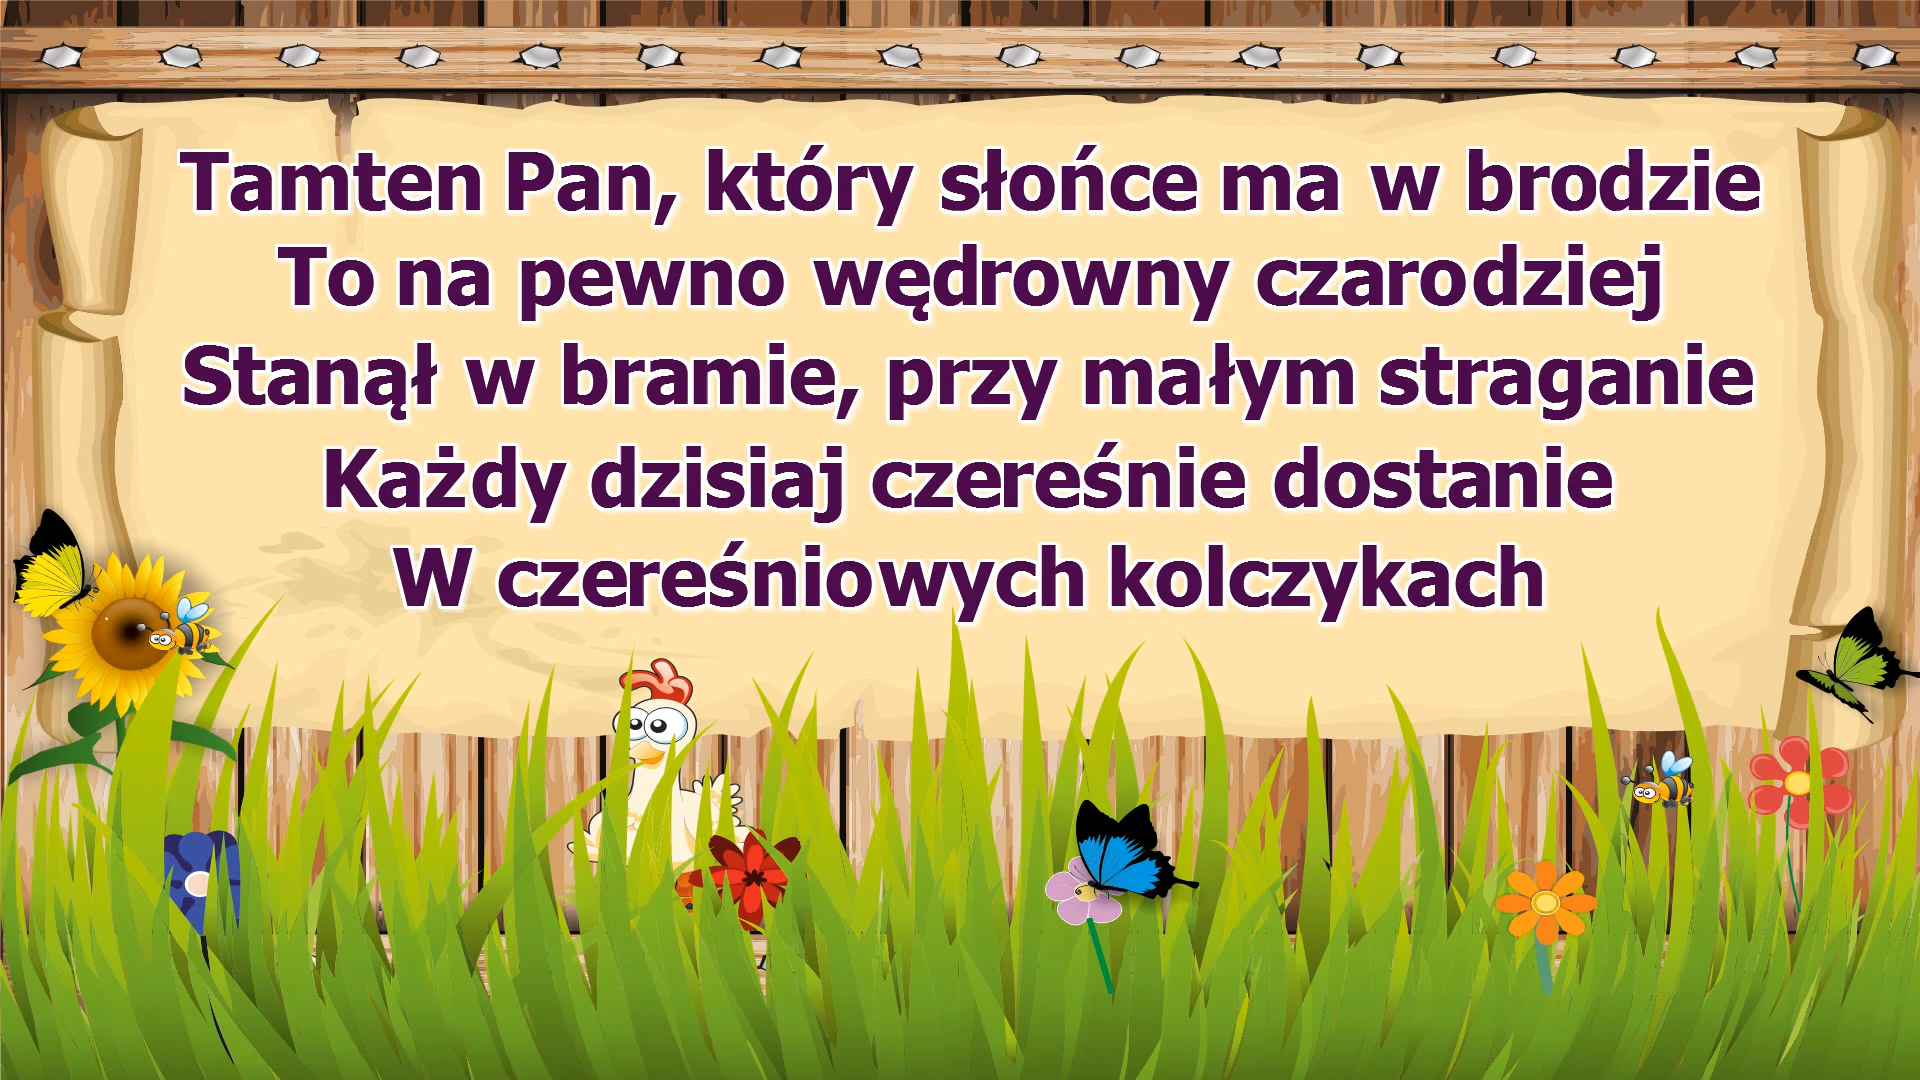 Tamten Pan, który słońce ma w brodzie
To na pewno wędrowny czarodziej
Stanął w bramie, przy małym straganie
Każdy dzisiaj czereśnie dostanie
W czereśniowych kolczykach